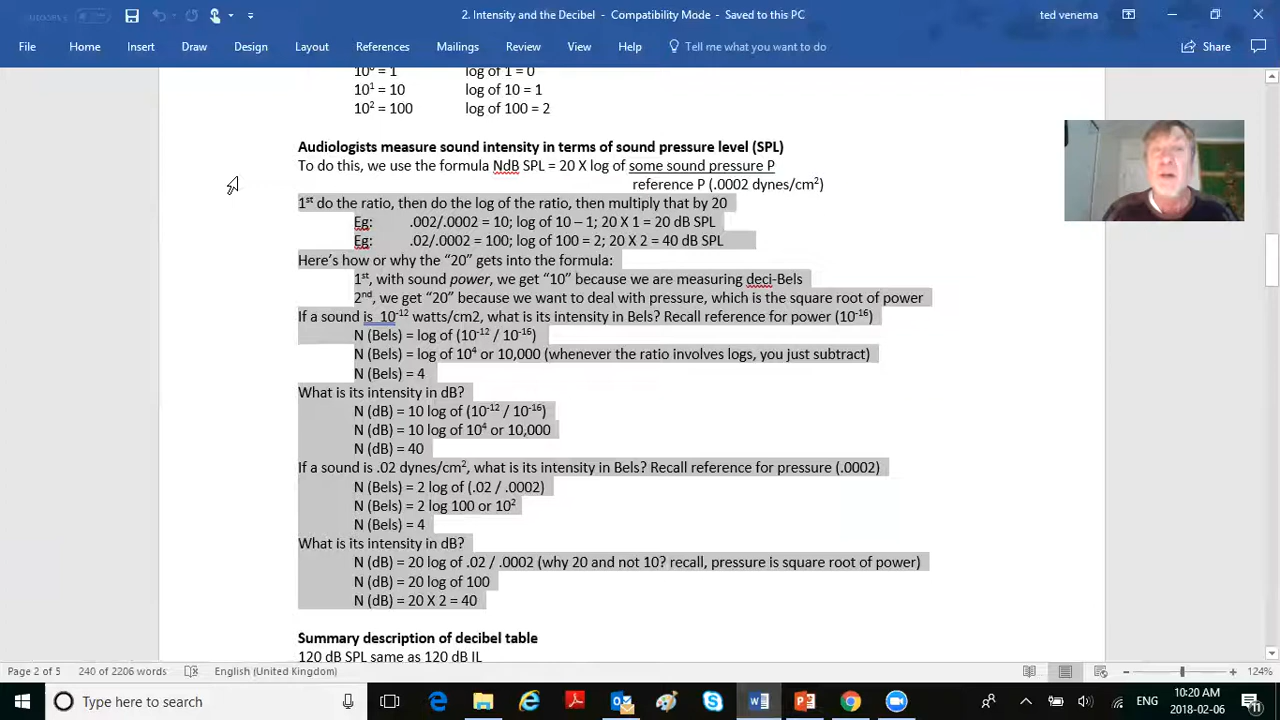 2. Intensity and the Decibel - Compatibility Mode - Saved to this PC
ted venema
File Home Insert Draw Design Layout References Mailings Review View Help Tell me what you want to do Share
10⁰ = 1 log of 1 = 0
10¹ = 10 log of 10 = 1
10² = 100 log of 100 = 2
Audiologists measure sound intensity in terms of sound pressure level (SPL)
To do this, we use the formula NdB SPL = 20 X log of some sound pressure P
reference P (.0002 dynes/cm²)
1st do the ratio, then do the log of the ratio, then multiply that by 20
Eg: .002/.0002 = 10; log of 10 – 1; 20 X 1 = 20 dB SPL
Eg: .02/.0002 = 100; log of 100 = 2; 20 X 2 = 40 dB SPL
Here's how or why the “20” gets into the formula:
1st, with sound power, we get “10” because we are measuring deci-Bels
2nd, we get “20” because we want to deal with pressure, which is the square root of power
If a sound is 10⁻¹² watts/cm2, what is its intensity in Bels? Recall reference for power (10⁻¹⁶)
N (Bels) = log of (10⁻¹² / 10⁻¹⁶)
N (Bels) = log of 10⁴ or 10,000 (whenever the ratio involves logs, you just subtract)
N (Bels) = 4
What is its intensity in dB?
N (dB) = 10 log of (10⁻¹² / 10⁻¹⁶)
N (dB) = 10 log of 10⁴ or 10,000
N (dB) = 40
If a sound is .02 dynes/cm², what is its intensity in Bels? Recall reference for pressure (.0002)
N (Bels) = 2 log of (.02 / .0002)
N (Bels) = 2 log 100 or 10²
N (Bels) = 4
What is its intensity in dB?
N (dB) = 20 log of .02 / .0002 (why 20 and not 10? recall, pressure is square root of power)
N (dB) = 20 log of 100
N (dB) = 20 X 2 = 40
Summary description of decibel table
120 dB SPL same as 120 dB IL
Page 2 of 5 240 of 2206 words English (United Kingdom) 124%
Type here to search
ENG
10:20 AM
2018-02-06